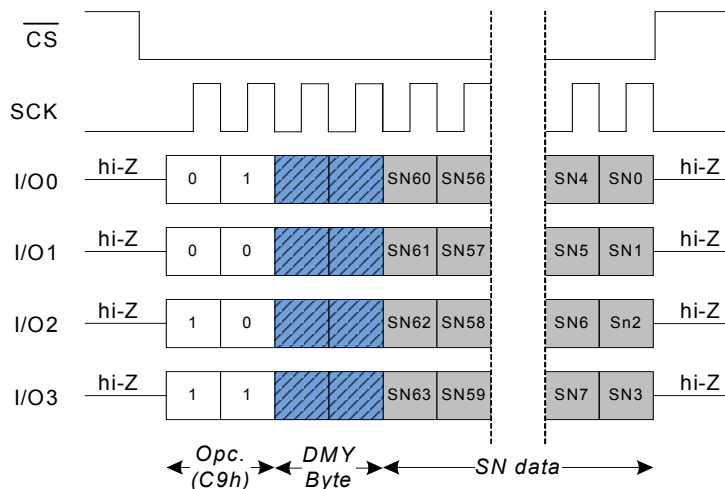 CS
SCK
I/O0 hi-Z 0 1 SN60 SN56 SN4 SN0 hi-Z
I/O1 hi-Z 0 0 SN61 SN57 SN5 SN1 hi-Z
I/O2 hi-Z 1 0 SN62 SN58 SN6 Sn2 hi-Z
I/O3 hi-Z 1 1 SN63 SN59 SN7 SN3 hi-Z
Opc. DMY SN data
(C9h) Byte